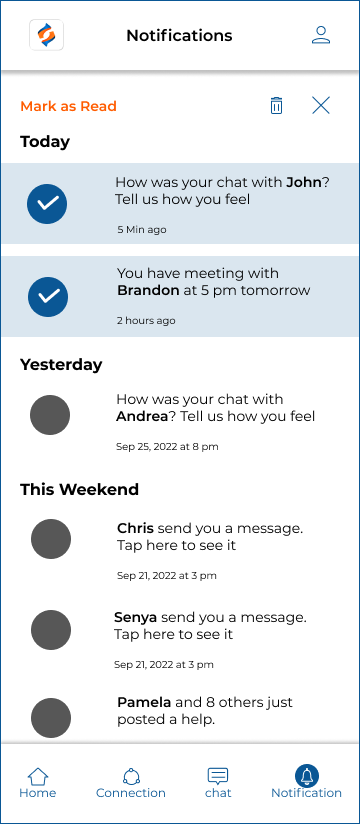 Notifications
Mark as Read
Today
How was your chat with John?
Tell us how you feel
5 Min ago
You have meeting with
Brandon at 5 pm tomorrow
2 hours ago
Yesterday
How was your chat with
Andrea? Tell us how you feel
Sep 25, 2022 at 8 pm
This Weekend
Chris send you a message.
Tap here to see it
Sep 21, 2022 at 3 pm
Senya send you a message.
Tap here to see it
Sep 21, 2022 at 3 pm
Pamela and 8 others just
posted a help.
Home
Connection
chat
Notification